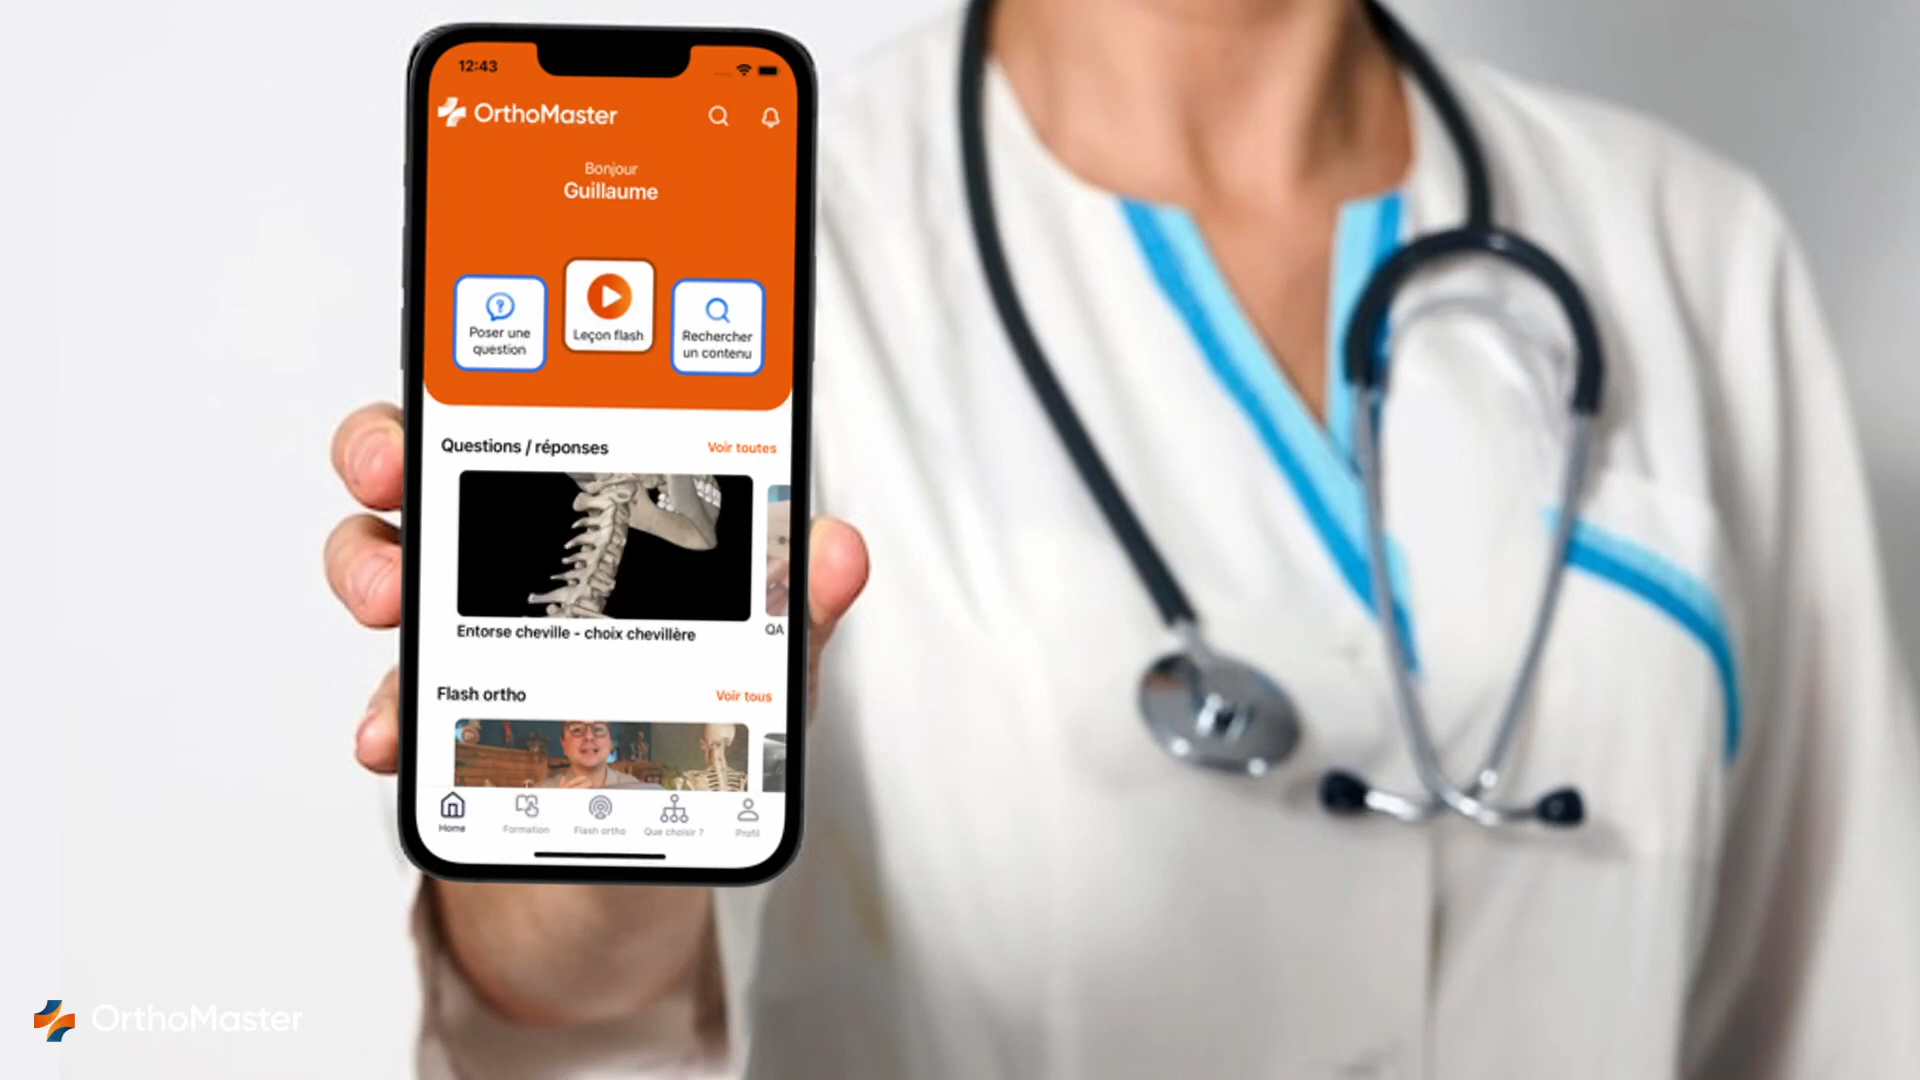 12:43
OrthoMaster
Bonjour
Guillaume
Poser une
question
Leçon flash
Rechercher
un contenu
Questions / réponses
Voir toutes
Entorse cheville - choix chevillère
QA
Flash ortho
Voir tous
Home
Formation
Flash ortho
Que choisir ?
Profil
OrthoMaster